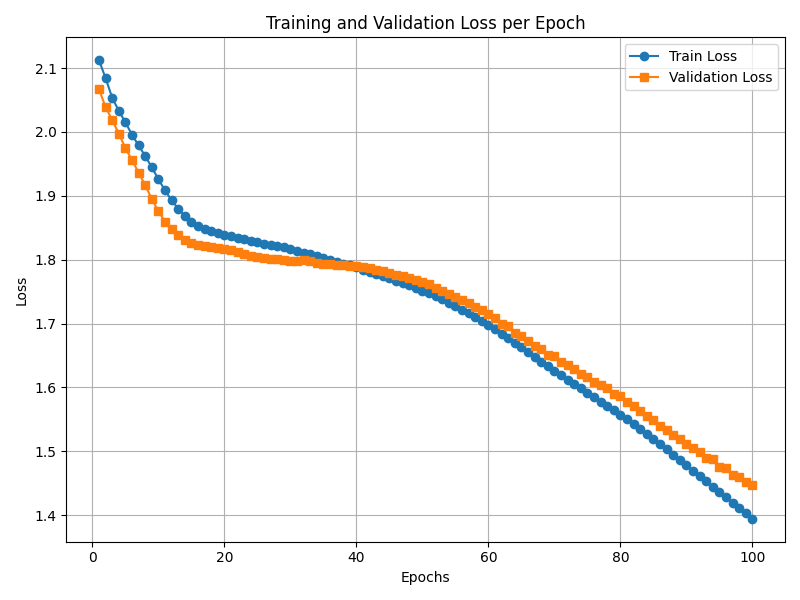 Training and Validation Loss per Epoch
Train Loss
Validation Loss
2.1
2.0
1.9
1.8
1.7
1.6
1.5
1.4
Loss
0 20 40 60 80 100
Epochs